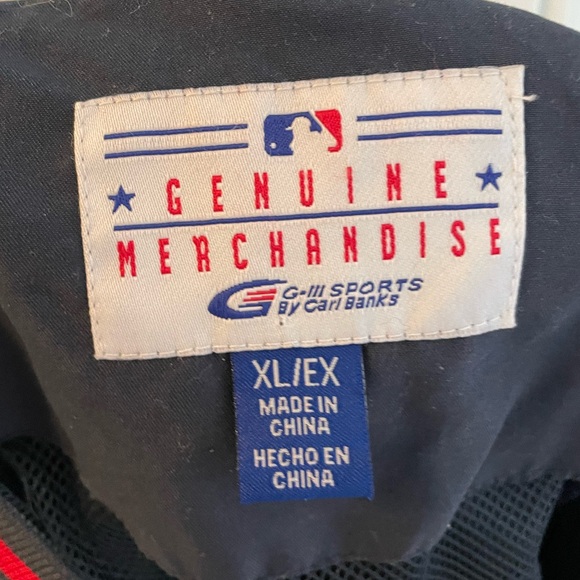 GENUINE
MERCHANDISE
G-III SPORTS
By Carl Banks
XL/EX
MADE IN
CHINA
HECHO EN
CHINA